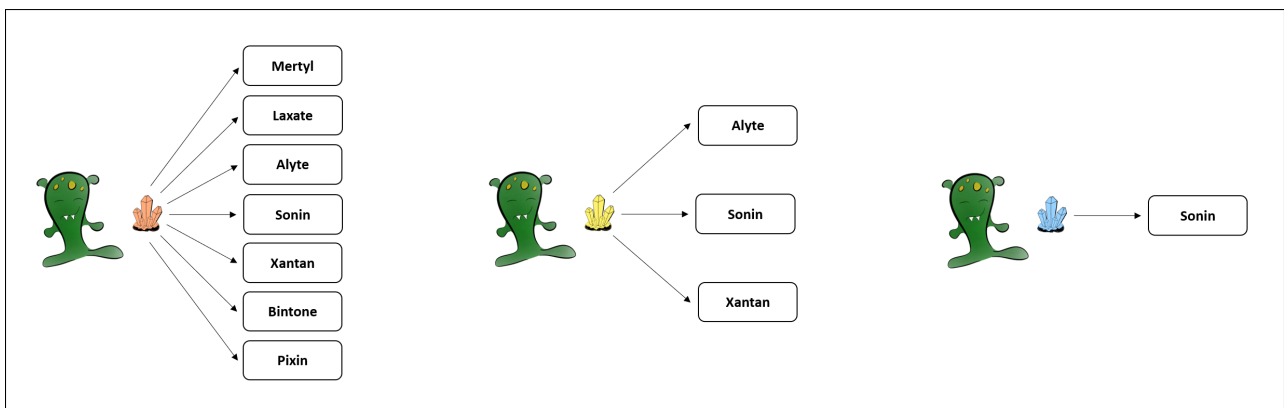 Mertyl
Laxate
Alyte
Sonin
Xantan
Bintone
Pixin
Alyte
Sonin
Xantan
Sonin